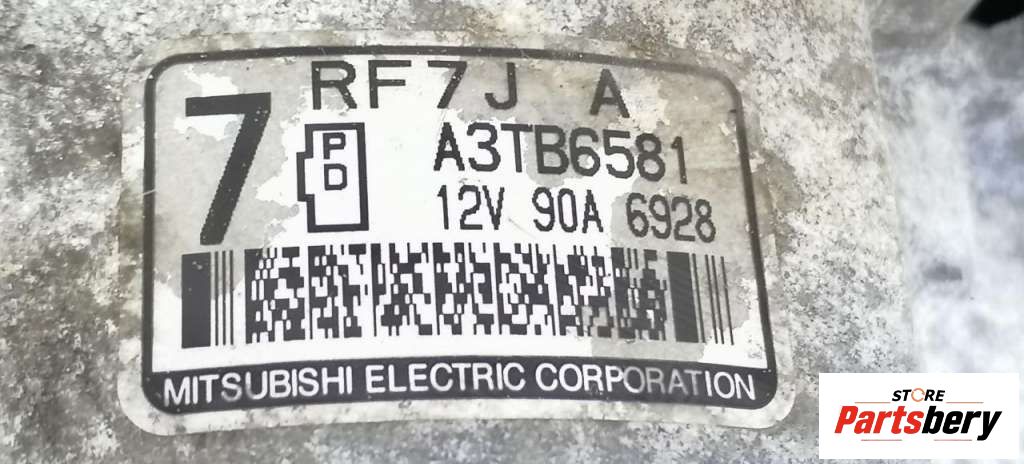 RF7J A
7
P
D
A3TB6581
12V 90A 6928
MITSUBISHI ELECTRIC CORPORATION
STORE
Partsbery